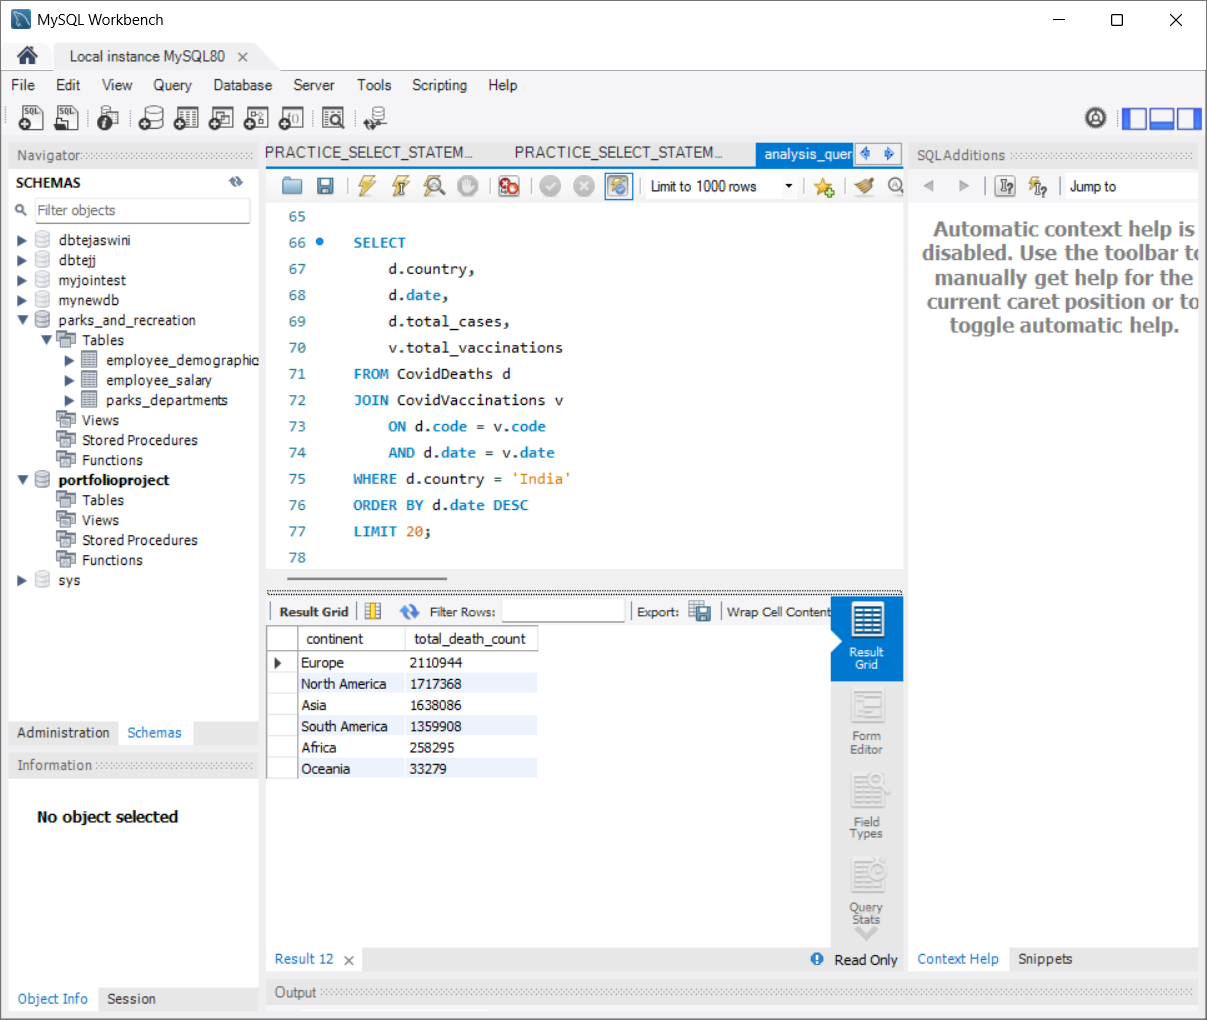 MySQL Workbench
Local instance MySQL80
File Edit View Query Database Server Tools Scripting Help
Navigator
SCHEMAS
Filter objects
dbtejaswini
dbtejj
myjointest
mynewdb
parks_and_recreation
Tables
employee_demographic
employee_salary
parks_departments
Views
Stored Procedures
Functions
portfolioproject
Tables
Views
Stored Procedures
Functions
sys
Administration Schemas
Information
No object selected
Object Info Session
PRACTICE_SELECT_STATEM... PRACTICE_SELECT_STATEM... analysis_quer
Limit to 1000 rows
65
66 SELECT
67 d.country,
68 d.date,
69 d.total_cases,
70 v.total_vaccinations
71 FROM CovidDeaths d
72 JOIN CovidVaccinations v
73 ON d.code = v.code
74 AND d.date = v.date
75 WHERE d.country = 'India'
76 ORDER BY d.date DESC
77 LIMIT 20;
78
Result Grid Filter Rows: Export: Wrap Cell Content
continent total_death_count
Europe 2110944
North America 1717368
Asia 1638086
South America 1359908
Africa 258295
Oceania 33279
Result
Grid
Form
Editor
Field
Types
Query
Stats
Result 12 Read Only
Output
SQLAdditions
Jump to
Automatic context help is
disabled. Use the toolbar to
manually get help for the
current caret position or to
toggle automatic help.
Context Help Snippets